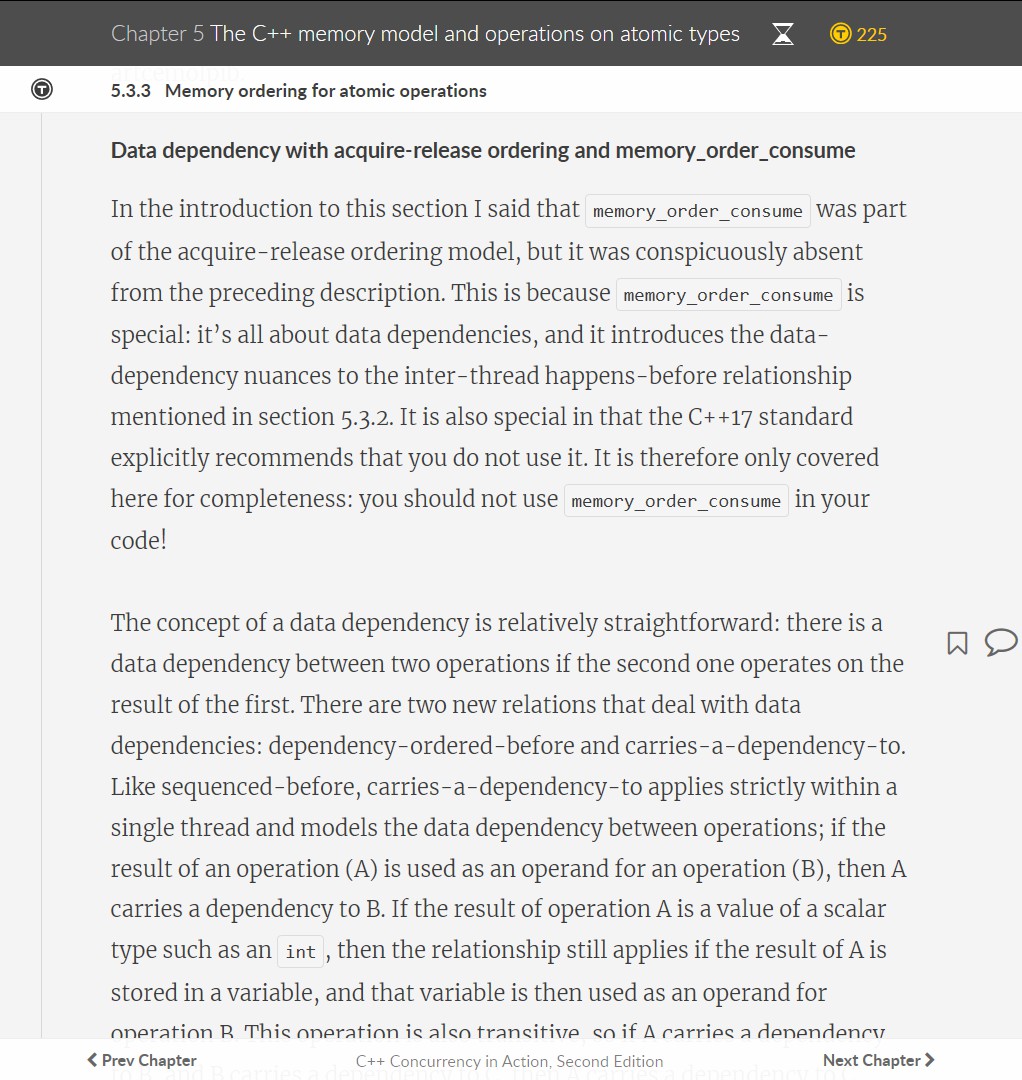 Chapter 5 The C++ memory model and operations on atomic types
225
5.3.3 Memory ordering for atomic operations
Data dependency with acquire-release ordering and memory_order_consume
In the introduction to this section I said that memory_order_consume was part
of the acquire-release ordering model, but it was conspicuously absent
from the preceding description. This is because memory_order_consume is
special: it’s all about data dependencies, and it introduces the data-
dependency nuances to the inter-thread happens-before relationship
mentioned in section 5.3.2. It is also special in that the C++17 standard
explicitly recommends that you do not use it. It is therefore only covered
here for completeness: you should not use memory_order_consume in your
code!
The concept of a data dependency is relatively straightforward: there is a
data dependency between two operations if the second one operates on the
result of the first. There are two new relations that deal with data
dependencies: dependency-ordered-before and carries-a-dependency-to.
Like sequenced-before, carries-a-dependency-to applies strictly within a
single thread and models the data dependency between operations; if the
result of an operation (A) is used as an operand for an operation (B), then A
carries a dependency to B. If the result of operation A is a value of a scalar
type such as an int, then the relationship still applies if the result of A is
stored in a variable, and that variable is then used as an operand for
operation B. This operation is also transitive, so if A carries a dependency
to B, and B carries a dependency to C, then A carries a dependency to C.
Prev Chapter
C++ Concurrency in Action, Second Edition
Next Chapter